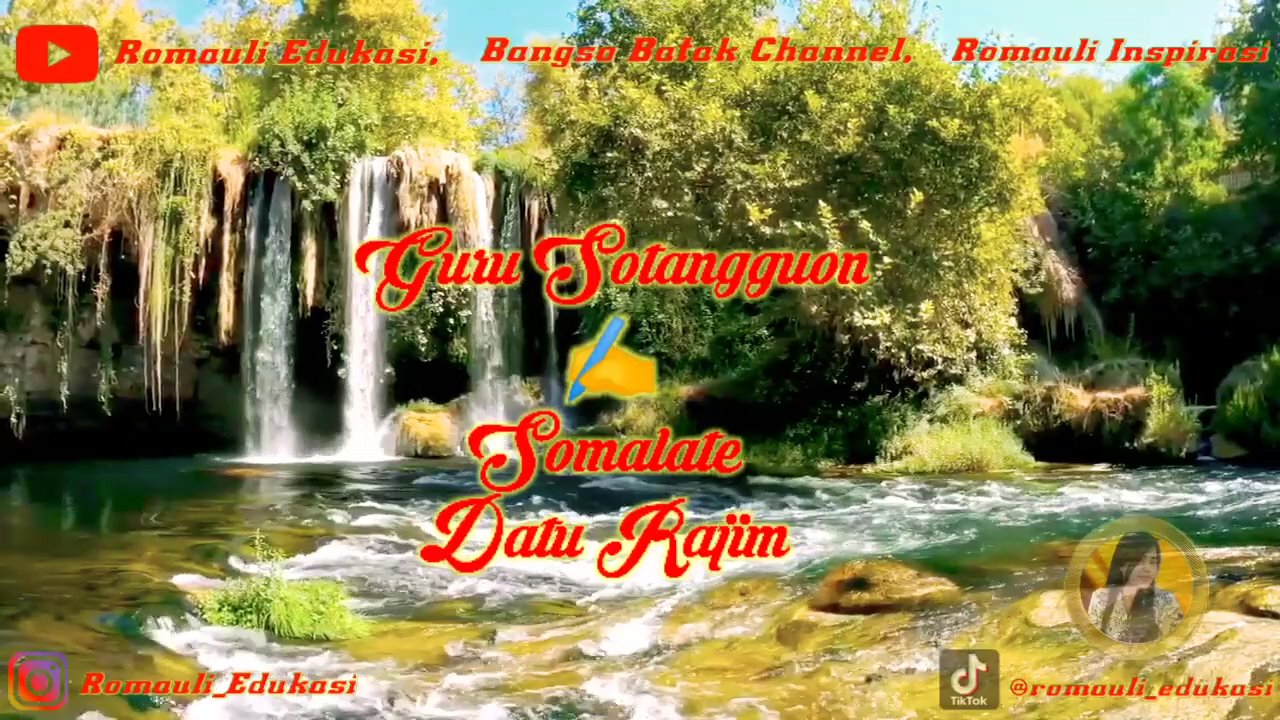 Romauli Edukasi, Bangso Batak Channel, Romauli Inspirasi
Guru Sotangguon
Somalate
Datu Rajim
Romauli_Edukasi
TikTok
@romauli_edukasi